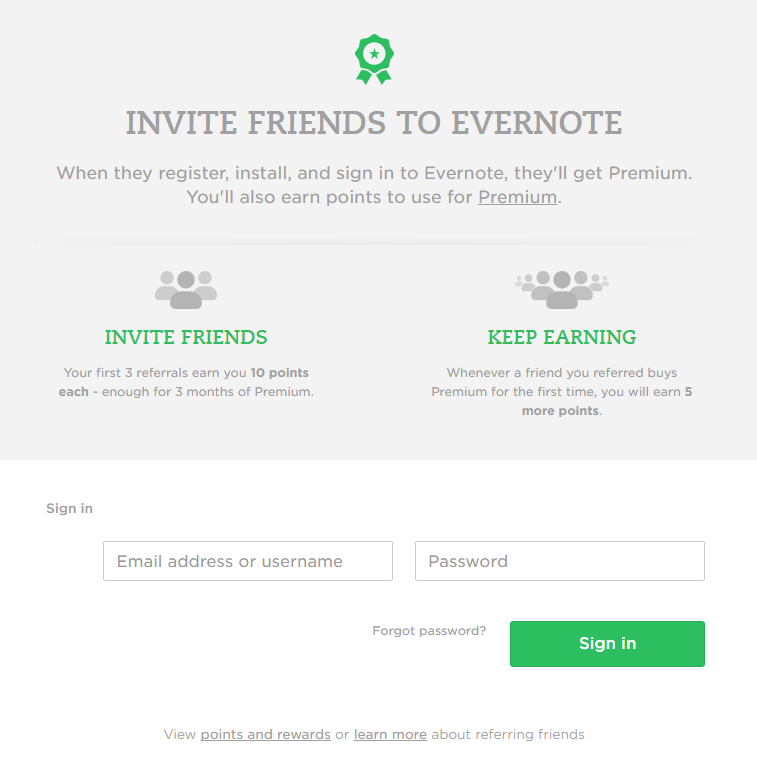 INVITE FRIENDS TO EVERNOTE
When they register, install, and sign in to Evernote, they'll get Premium.
You'll also earn points to use for Premium.
INVITE FRIENDS
Your first 3 referrals earn you 10 points
each - enough for 3 months of Premium.
KEEP EARNING
Whenever a friend you referred buys
Premium for the first time, you will earn 5
more points.
Sign in
Email address or username
Password
Forgot password?
Sign in
View points and rewards or learn more about referring friends